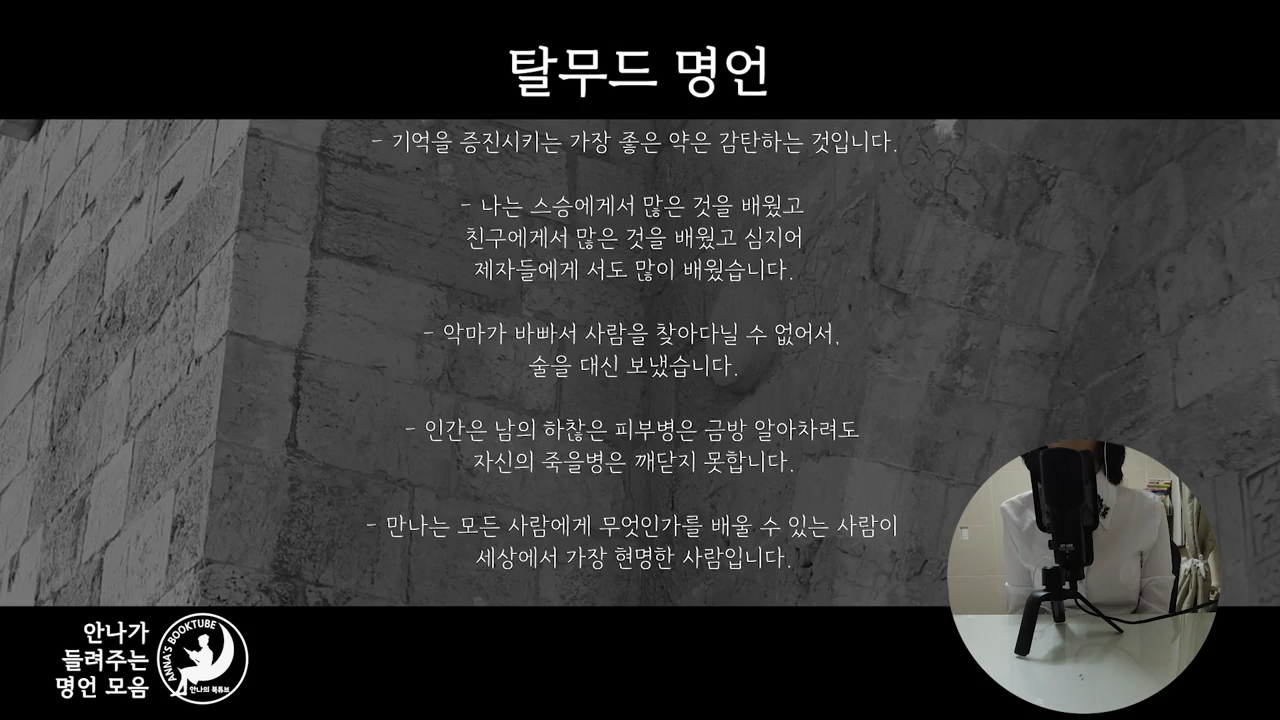 탈무드 명언
- 기억을 증진시키는 가장 좋은 약은 감탄하는 것입니다.
- 나는 스승에게서 많은 것을 배웠고
친구에게서 많은 것을 배웠고 심지어
제자들에게 서도 많이 배웠습니다.
- 악마가 바빠서 사람을 찾아다닐 수 없어서,
술을 대신 보냈습니다.
- 인간은 남의 하찮은 피부병은 금방 알아차려도
자신의 죽을병은 깨닫지 못합니다.
- 만나는 모든 사람에게 무엇인가를 배울 수 있는 사람이
세상에서 가장 현명한 사람입니다.
안나가
들려주는
명언 모음
ANNA'S BOOKTUBE
안나의 북튜브